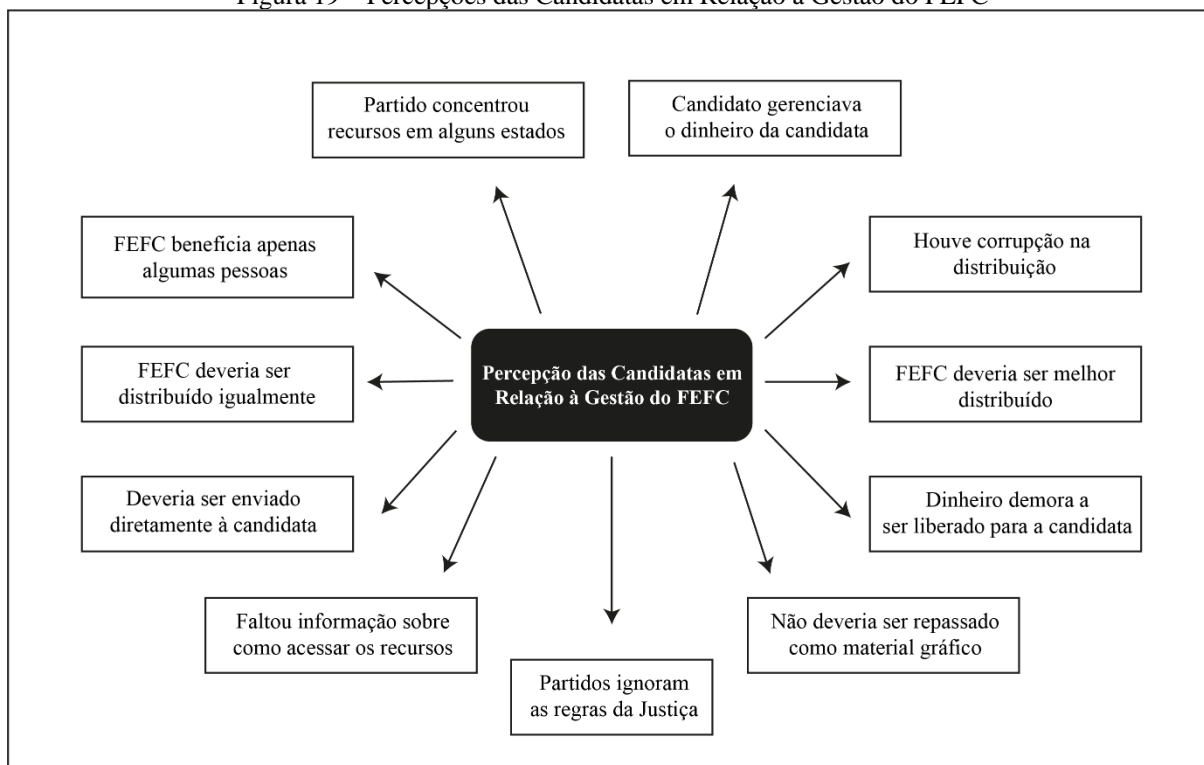 Figura 19 – Percepções das Candidatas em Relação à Gestão do FEFC
Partido concentrou
recursos em alguns estados
Candidato gerenciava
o dinheiro da candidata
FEFC beneficia apenas
algumas pessoas
Houve corrupção na
distribuição
Percepção das Candidatas em
Relação à Gestão do FEFC
FEFC deveria ser
distribuído igualmente
FEFC deveria ser melhor
distribuído
Deveria ser enviado
diretamente à candidata
Dinheiro demora a
ser liberado para a candidata
Faltou informação sobre
como acessar os recursos
Partidos ignoram
as regras da Justiça
Não deveria ser repassado
como material gráfico